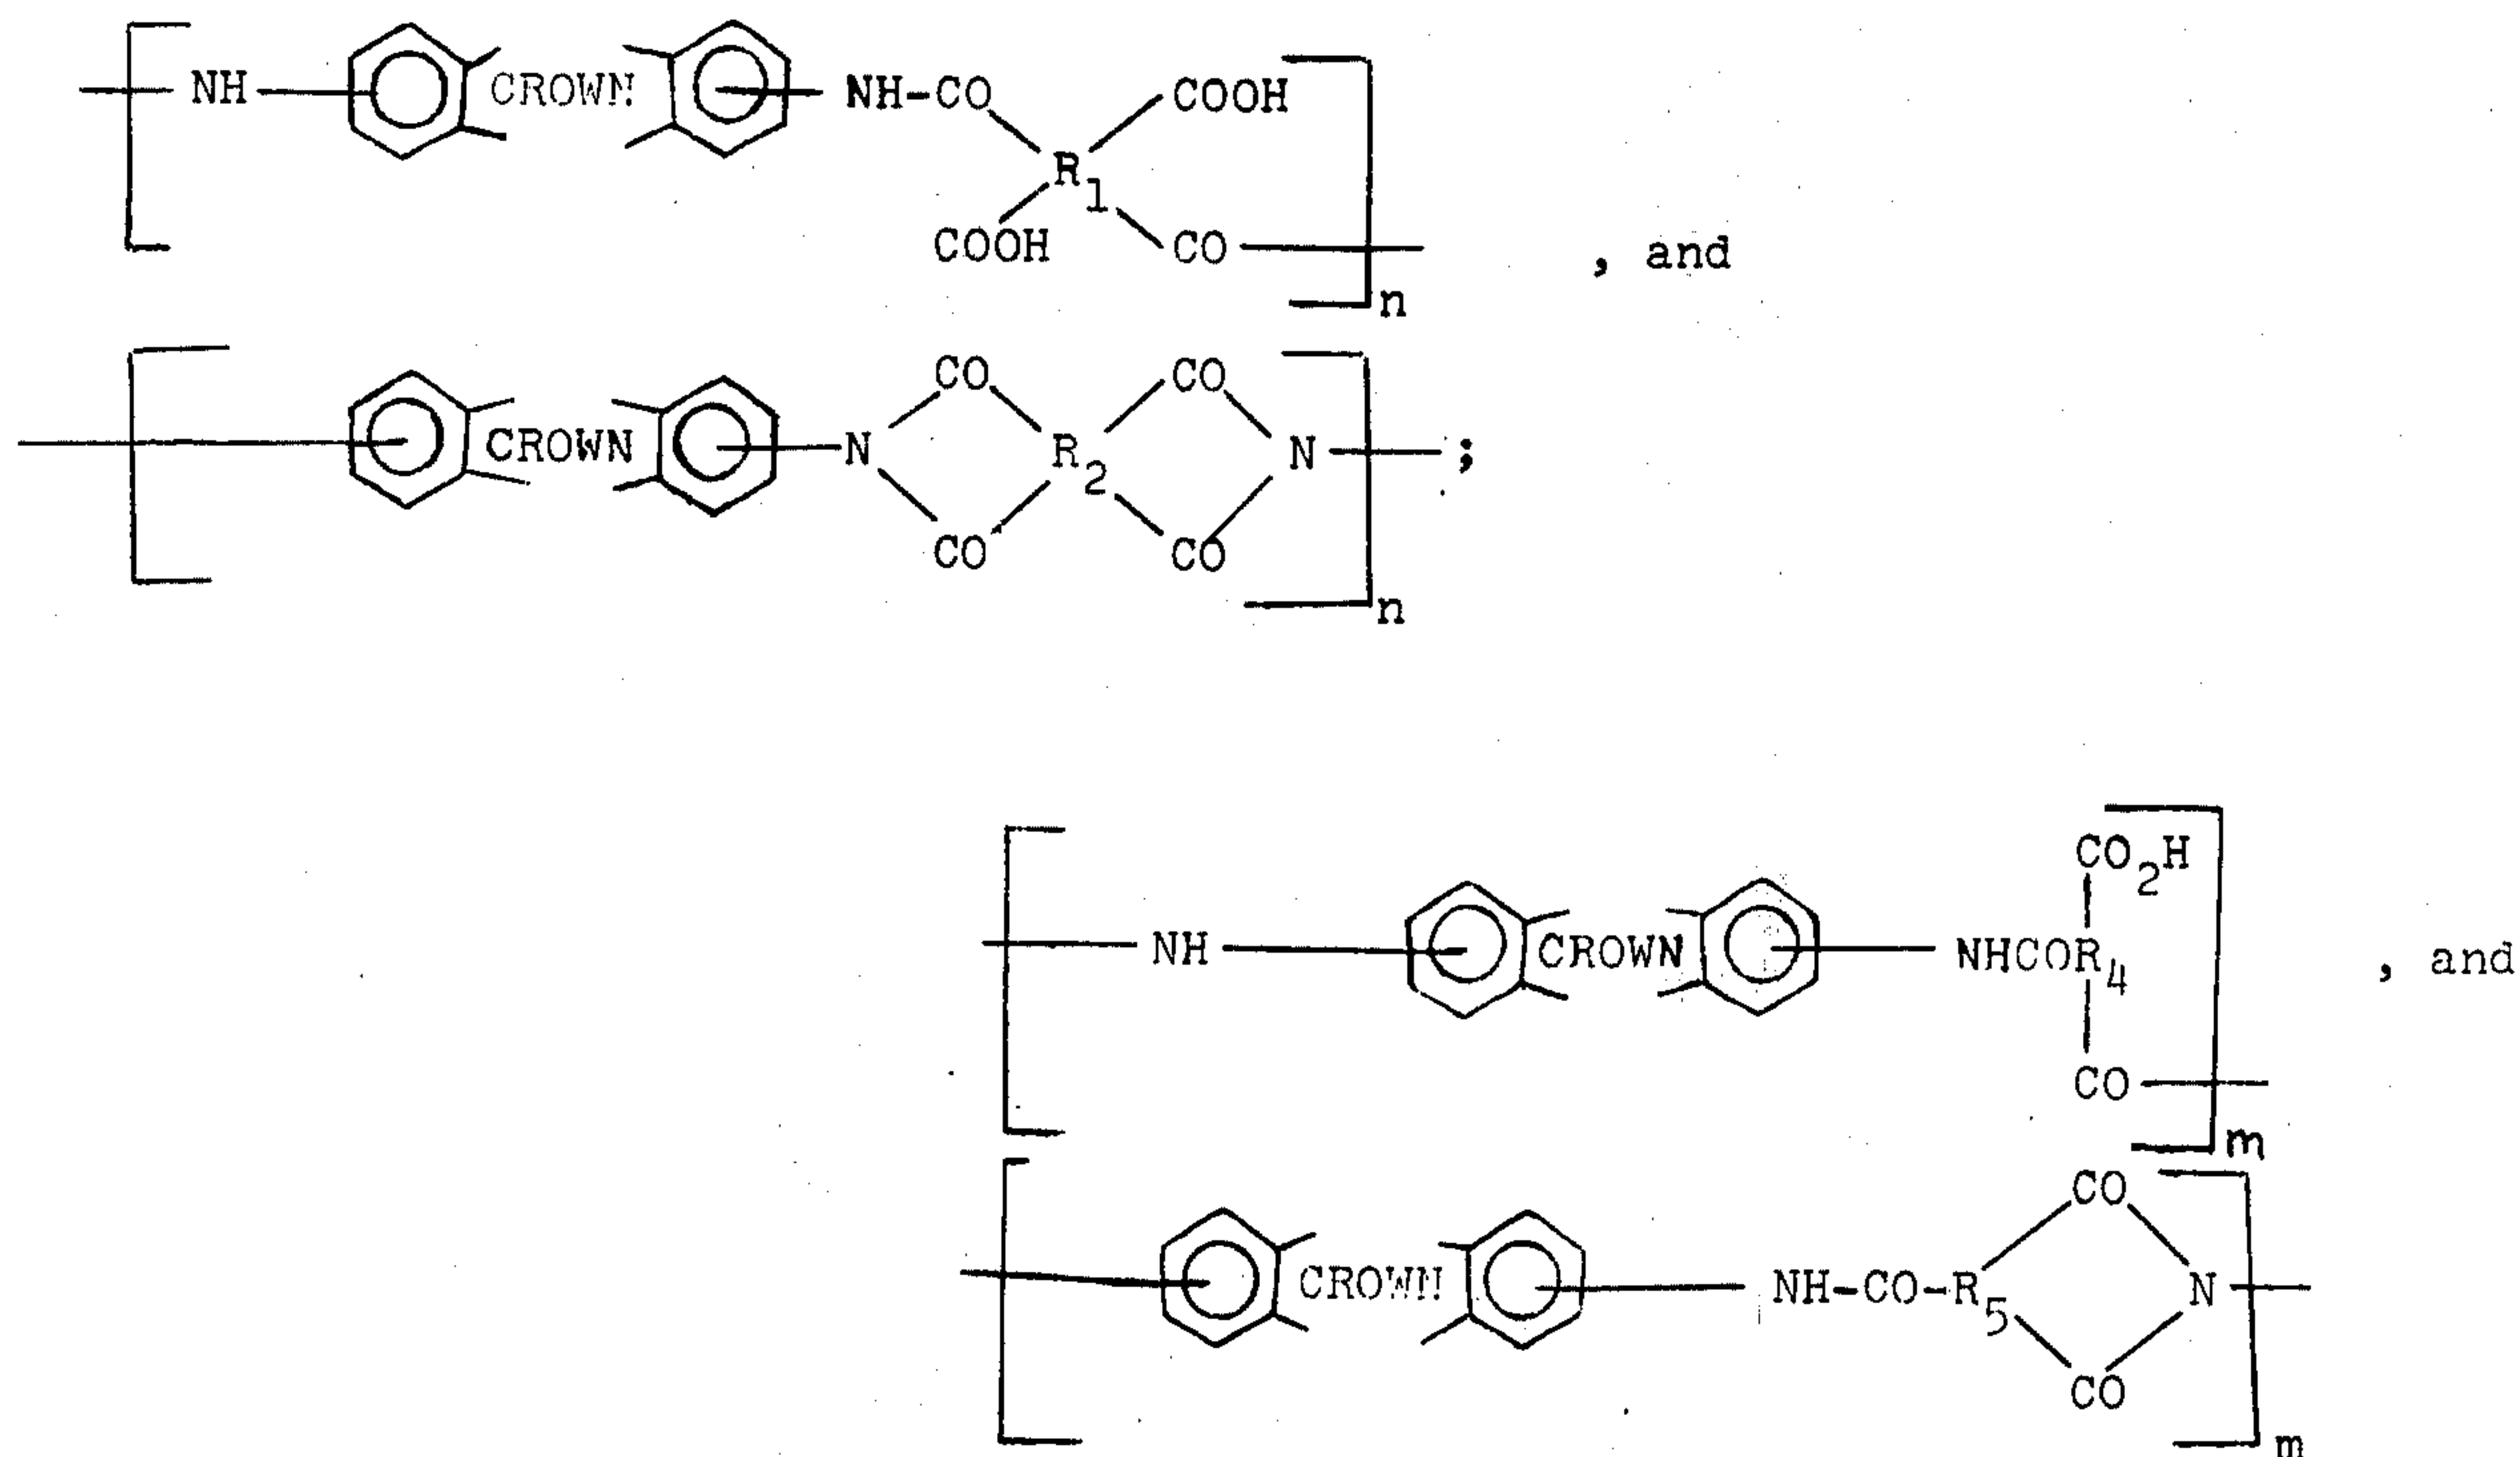 NH CROWN NH-CO COOH
R1
COOH CO , and
n
CO CO
CROWN N R2 N ;
CO CO
n
CO2H
NH CROWN NHCOR4 , and
CO
m
CO
CROWN NH-CO-R5 N
CO
m